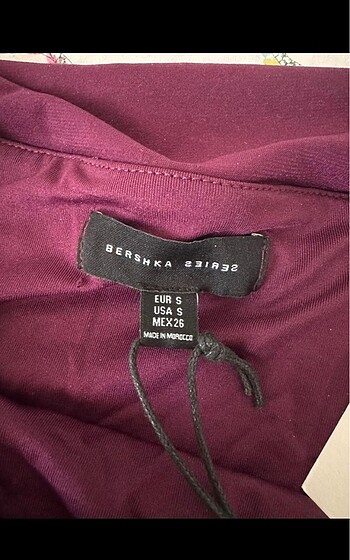 BERSHKA SERIES
EUR S
USA S
MEX 26
MADE IN MOROCCO